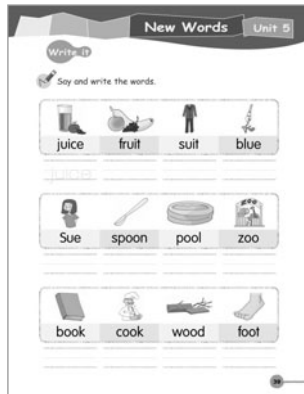 New Words Unit 5
Write it
Say and write the words.
juice fruit suit blue
juice
Sue spoon pool zoo
ZOO
book cook wood foot
39